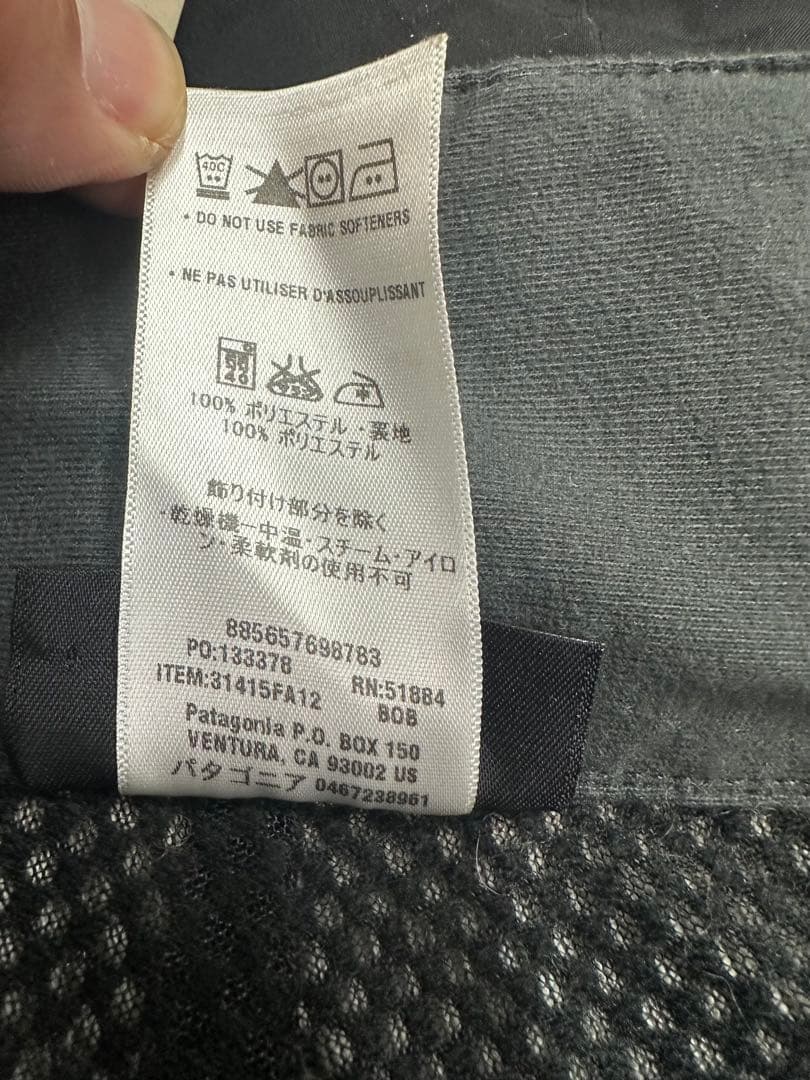 40C
• DO NOT USE FABRIC SOFTENERS
• NE PAS UTILISER D'ASSOUPLISSANT
40
100% ポリエステル・裏地
100% ポリエステル
飾り付け部分を除く
・乾燥機ー中温・スチーム・アイロ
ン・柔軟剤の使用不可
885657698783
PO:133378
ITEM:31415FA12 RN:51884
BOB
Patagonia P.O. BOX 150
VENTURA, CA 93002 US
パタゴニア 0467238961